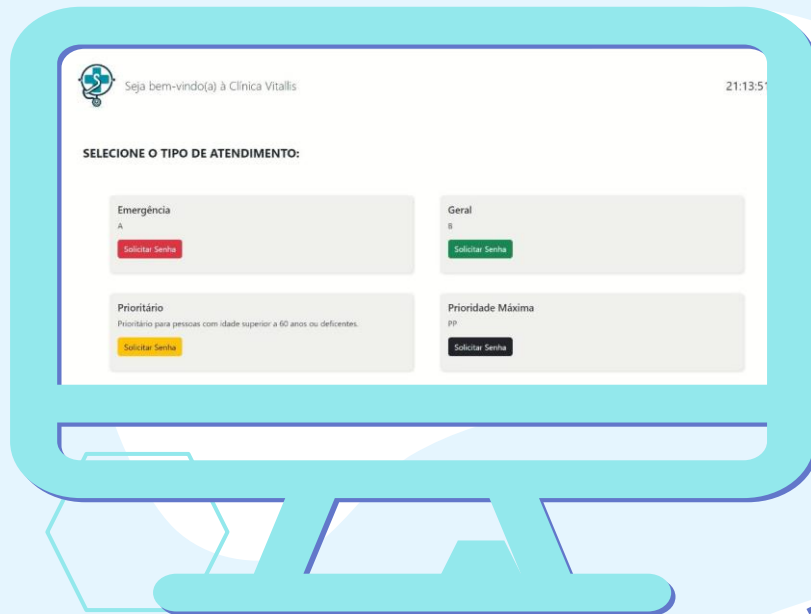 Seja bem-vindo(a) à Clínica Vitallis
21:13:51
SELECIONE O TIPO DE ATENDIMENTO:
Emergência
A
Solicitar Senha
Geral
B
Solicitar Senha
Prioritário
Prioritário para pessoas com idade superior a 60 anos ou deficentes.
Solicitar Senha
Prioridade Máxima
PP
Solicitar Senha